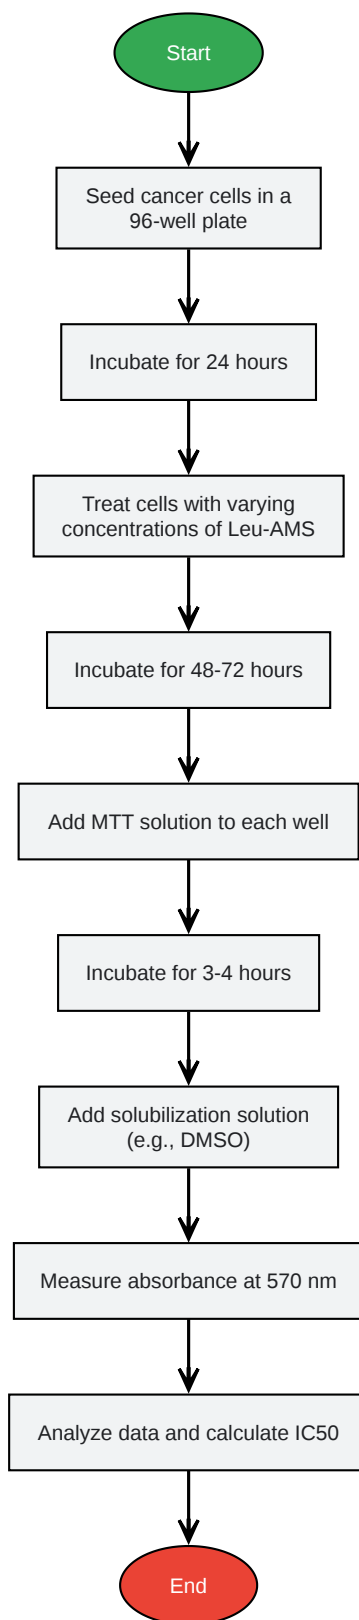 Start
Seed cancer cells in a
96-well plate
Incubate for 24 hours
Treat cells with varying
concentrations of Leu-AMS
Incubate for 48-72 hours
Add MTT solution to each well
Incubate for 3-4 hours
Add solubilization solution
(e.g., DMSO)
Measure absorbance at 570 nm
Analyze data and calculate IC50
End